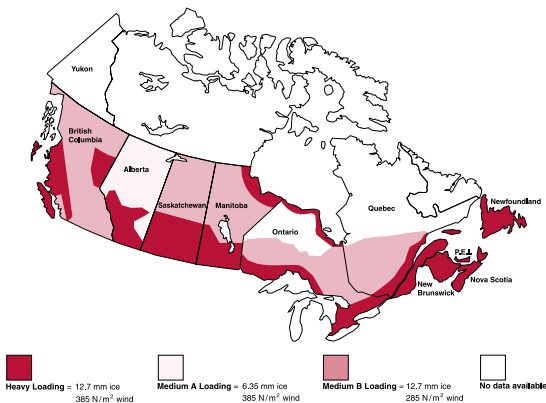 Yukon
British
Columbia
Alberta
Saskatchewan
Manitoba
Ontario
Quebec
Newfoundland
P.E.I.
New
Brunswick
Nova Scotia
Heavy Loading = 12.7 mm ice
385 N/m² wind
Medium A Loading = 6.35 mm ice
385 N/m² wind
Medium B Loading = 12.7 mm ice
285 N/m² wind
No data available